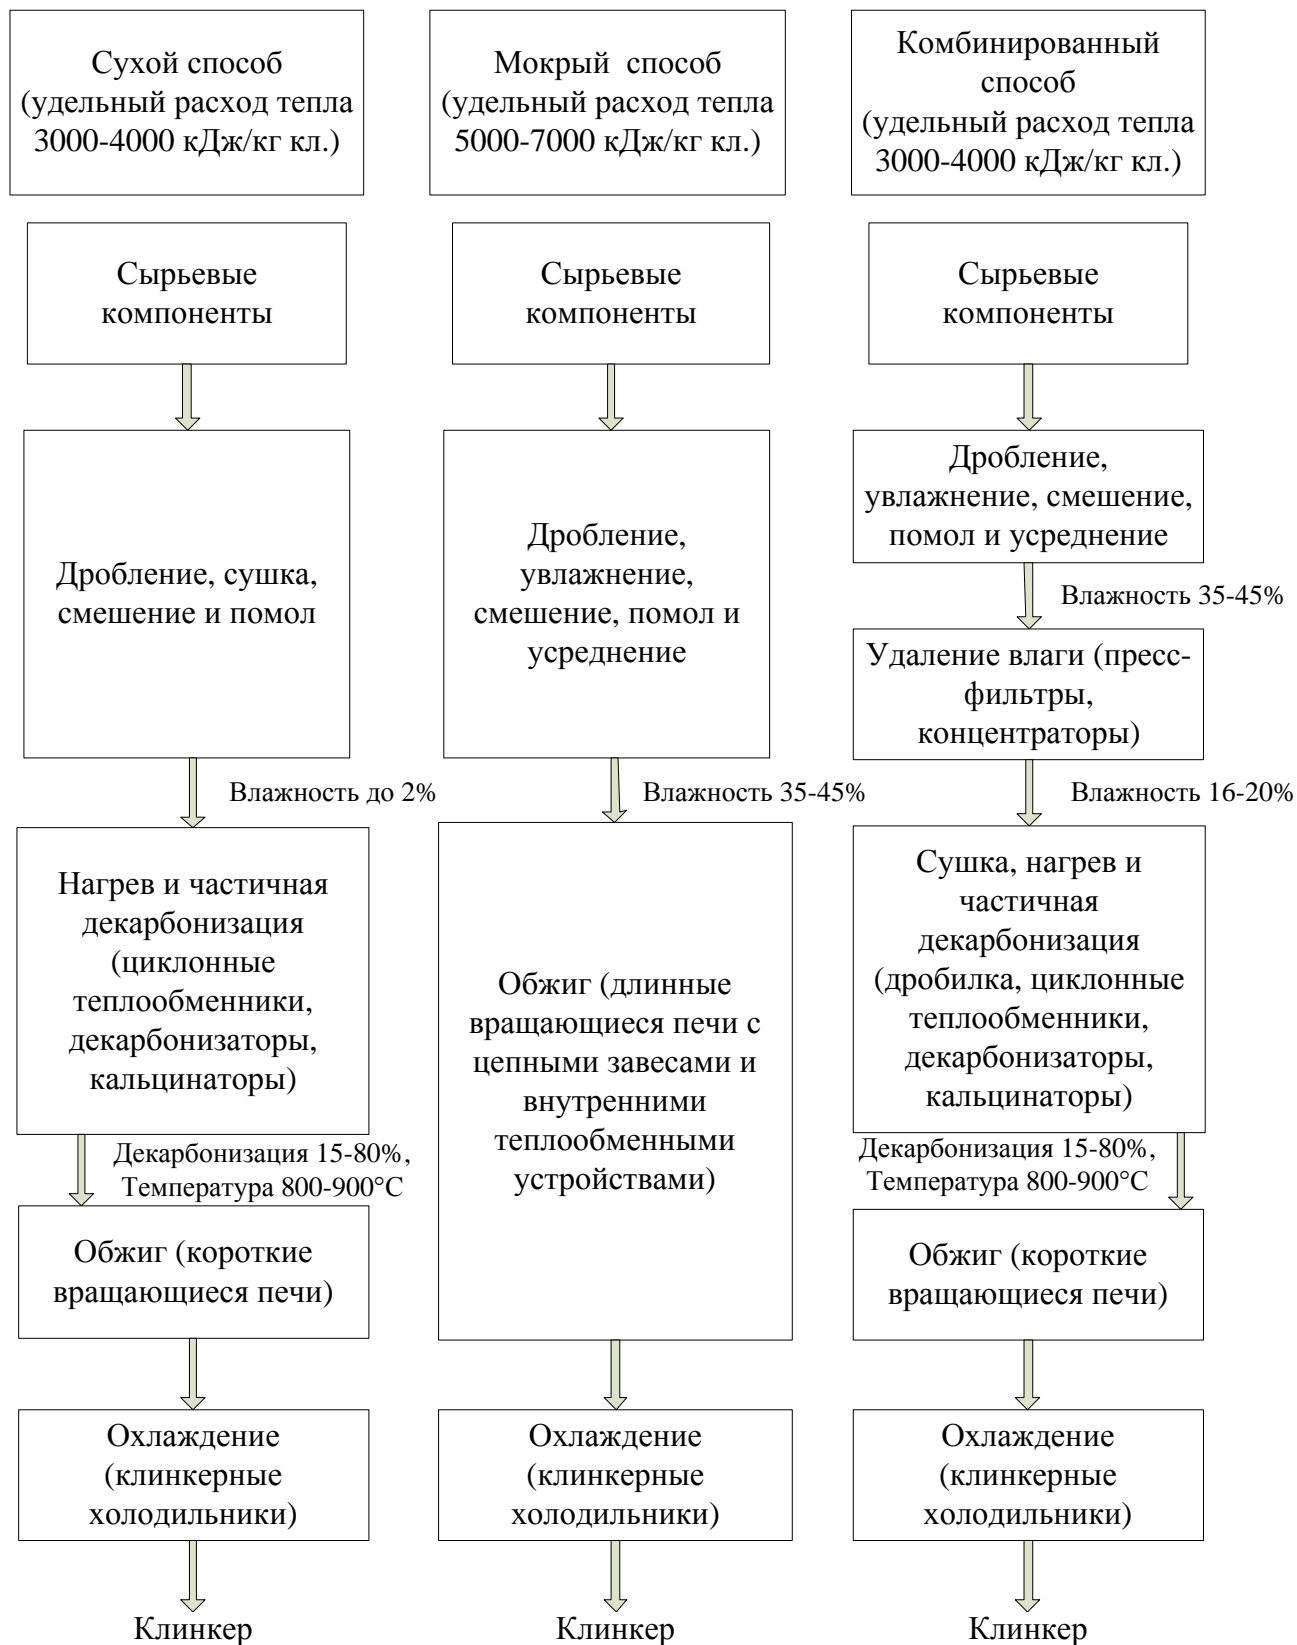 Сухой способ
(удельный расход тепла
3000-4000 кДж/кг кл.)
Мокрый способ
(удельный расход тепла
5000-7000 кДж/кг кл.)
Комбинированный
способ
(удельный расход тепла
3000-4000 кДж/кг кл.)
Сырьевые
компоненты
Сырьевые
компоненты
Сырьевые
компоненты
Дробление, сушка,
смешение и помол
Дробление,
увлажнение,
смешение, помол и
усреднение
Дробление,
увлажнение, смешение,
помол и усреднение
Влажность 35-45%
Удаление влаги (пресс-
фильтры,
концентраторы)
Влажность до 2%
Влажность 35-45%
Влажность 16-20%
Нагрев и частичная
декарбонизация
(циклонные
теплообменники,
декарбонизаторы,
кальцинаторы)
Обжиг (длинные
вращающиеся печи с
цепными завесами и
внутренними
теплообменными
устройствами)
Сушка, нагрев и
частичная
декарбонизация
(дробилка, циклонные
теплообменники,
декарбонизаторы,
кальцинаторы)
Декарбонизация 15-80%,
Температура 800-900°С
Декарбонизация 15-80%,
Температура 800-900°С
Обжиг (короткие
вращающиеся печи)
Обжиг (короткие
вращающиеся печи)
Охлаждение
(клинкерные
холодильники)
Охлаждение
(клинкерные
холодильники)
Охлаждение
(клинкерные
холодильники)
Клинкер
Клинкер
Клинкер